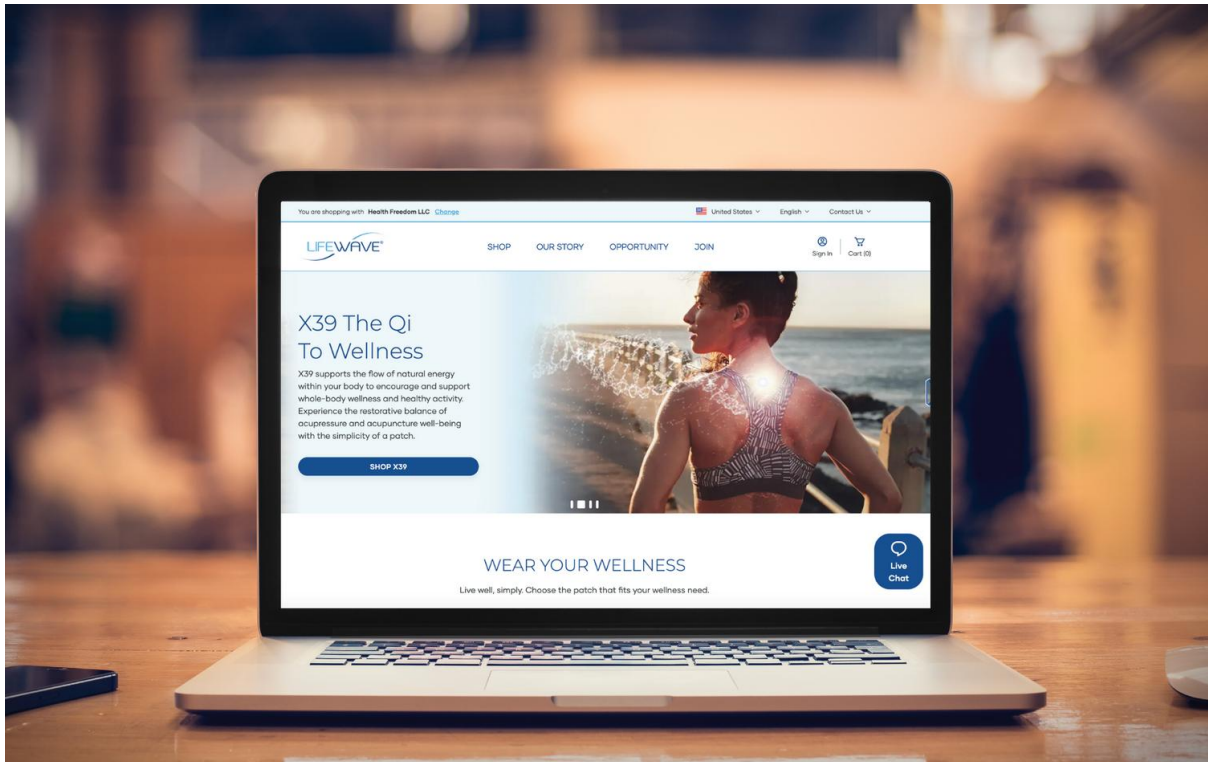 You are shopping with Health Freedom LLC Change
United States
English
Contact Us
LIFEWAVE®
SHOP
OUR STORY
OPPORTUNITY
JOIN
Sign In
Cart (0)
X39 The Qi
To Wellness
X39 supports the flow of natural energy
within your body to encourage and support
whole-body wellness and healthy activity.
Experience the restorative balance of
acupressure and acupuncture well-being
with the simplicity of a patch.
SHOP X39
WEAR YOUR WELLNESS
Live well, simply. Choose the patch that fits your wellness need.
Live
Chat